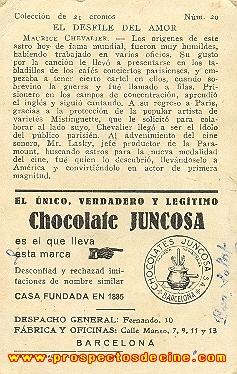 Colección de 21 cromos Núm. 20
EL DESFILE DEL AMOR
MAURICE CHEVALIER. — Los orígenes de este
astro hoy de fama mundial, fueron muy humildes,
habiendo trabajado en varios oficios. Su gusto
por la canción le llevó a presentarse en los ta-
bladillos de los cafés conciertos parisienses, y em-
pezaba a tener cierto cartel en ellos, cuando so-
brevino la guerra y fué llamado a filas. Pri-
sionero en los campos de concentración, aprendió
el inglés y siguió cantando. A su regreso a París,
gracias a la protección de la popular artista de
varietés Mistinguette, que le solicitó para cola-
borar al lado suyo, Chevalier llegó a ser el ídolo
del público parisién. Al advenimiento del cine
sonoro, Mr. Lasky, jefe productor de la Para-
mount, buscando astros para la nueva modalidad
del cine, fué quien lo descubrió, llevándoselo a
América y convirtiéndolo en actor de primera
magnitud.
EL ÚNICO, VERDADERO Y LEGÍTIMO
Chocolate JUNCOSA
es el que lleva
esta marca
Desconfiad y rechazad imi-
taciones de nombre similar
CASA FUNDADA EN 1835
CHOCOLATES JUNCOSA S.A.
BARCELONA
DESPACHO GENERAL: Fernando, 10
FÁBRICA Y OFICINAS: Calle Manso, 7, 9, 11 y 13
BARCELONA
www.prospectosdecine.com